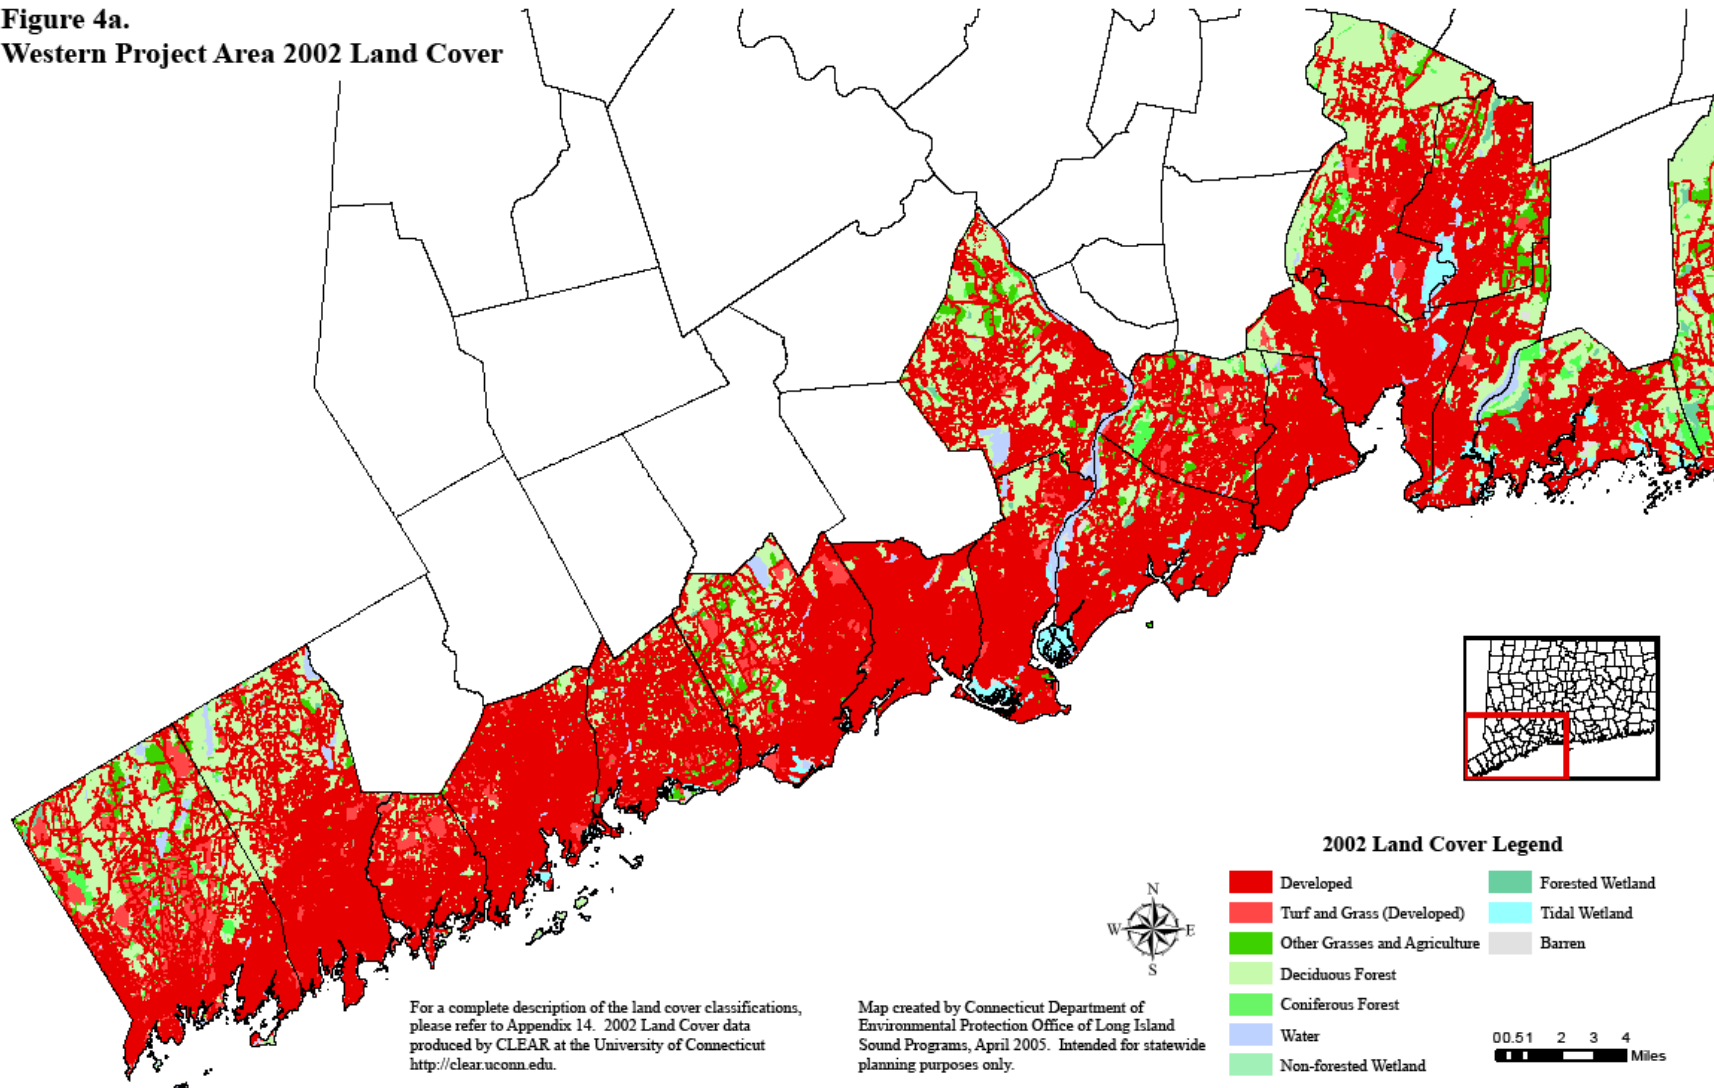 Figure 4a.
Western Project Area 2002 Land Cover
2002 Land Cover Legend
Developed
Turf and Grass (Developed)
Other Grasses and Agriculture
Deciduous Forest
Coniferous Forest
Water
Non-forested Wetland
Forested Wetland
Tidal Wetland
Barren
N
W E
S
For a complete description of the land cover classifications,
please refer to Appendix 14. 2002 Land Cover data
produced by CLEAR at the University of Connecticut
http://clear.uconn.edu.
Map created by Connecticut Department of
Environmental Protection Office of Long Island
Sound Programs, April 2005. Intended for statewide
planning purposes only.
0 0.5 1 2 3 4
Miles